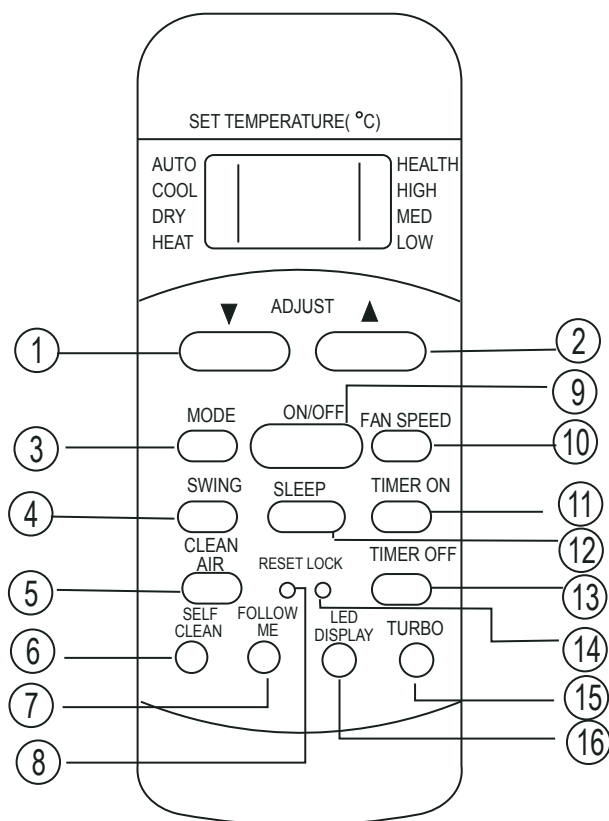 SET TEMPERATURE( °C)
AUTO
COOL
DRY
HEAT
HEALTH
HIGH
MED
LOW
▼ ADJUST ▲
1
2
MODE
ON/OFF
FAN SPEED
9
3
10
SWING
SLEEP
TIMER ON
4
11
12
CLEAN
AIR
RESET LOCK
TIMER OFF
5
13
SELF
CLEAN
FOLLOW
ME
LED
DISPLAY
TURBO
6
14
7
15
8
16